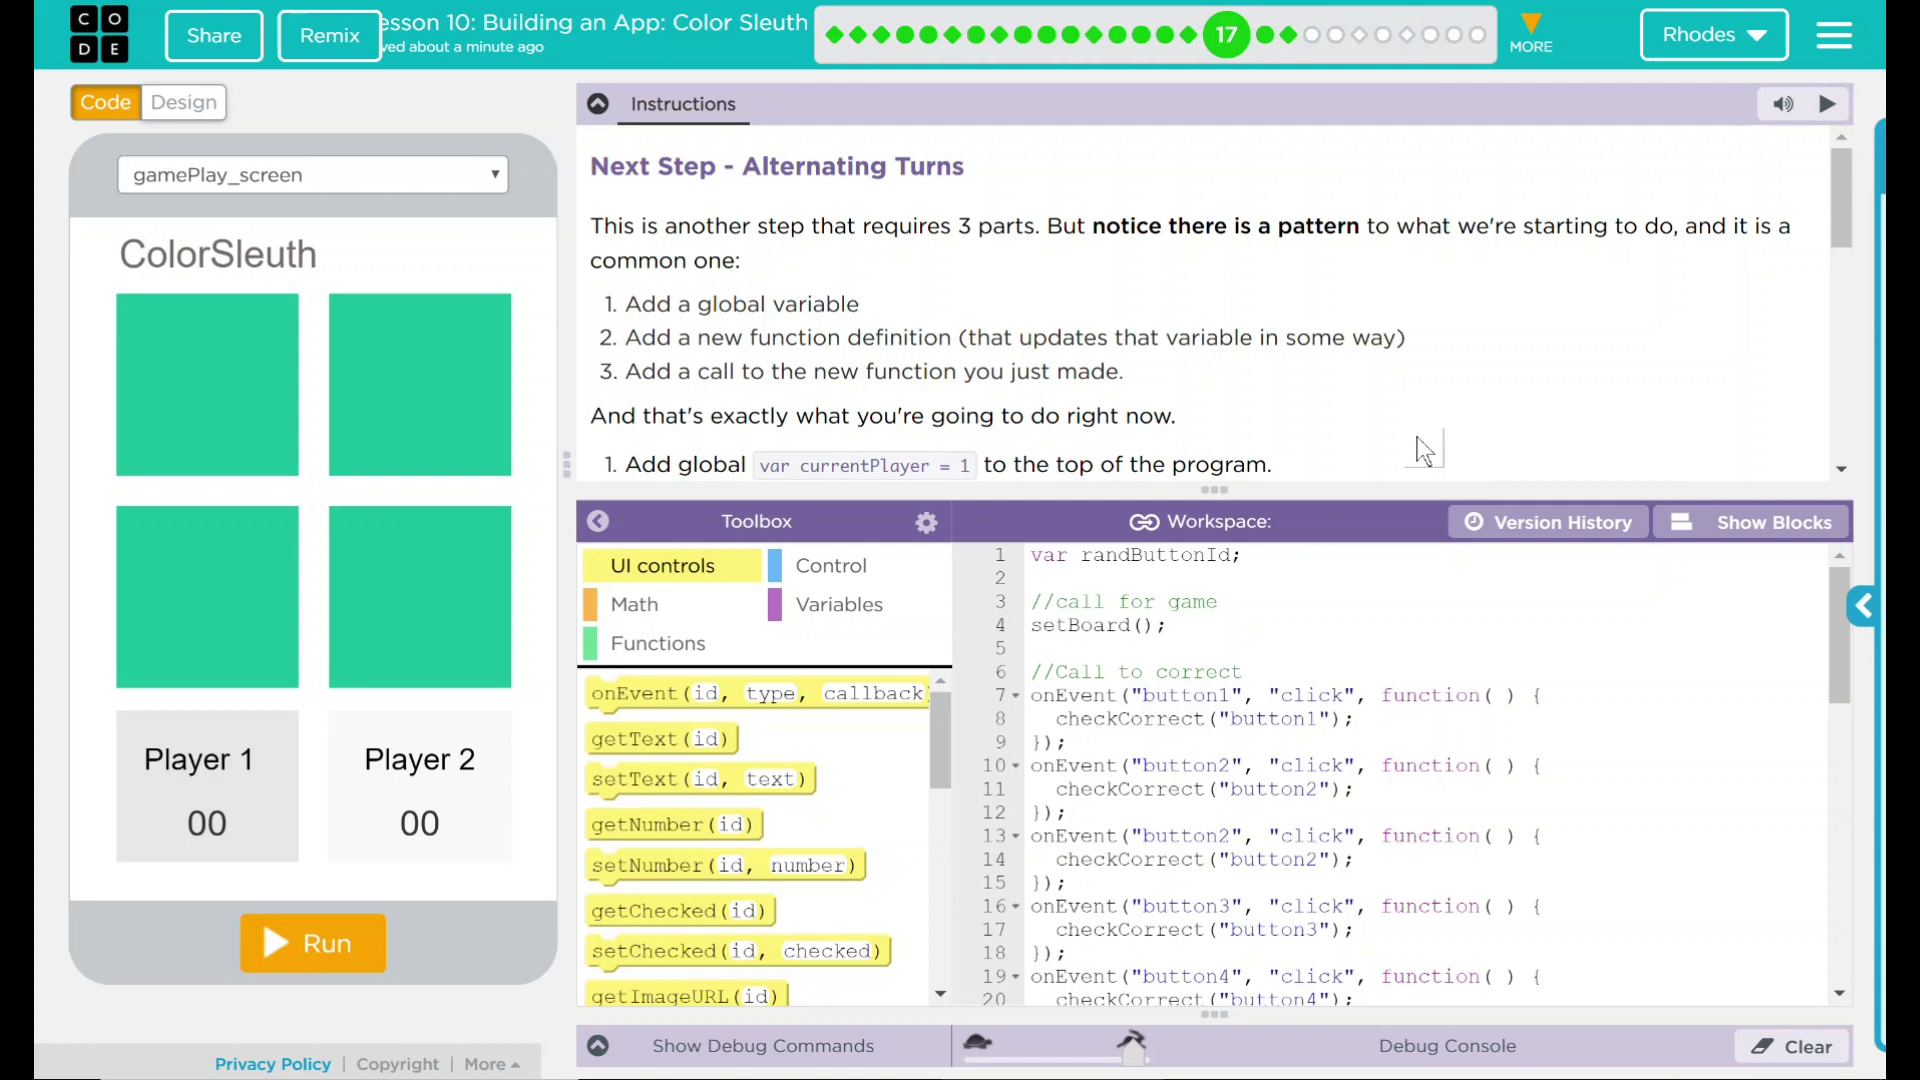 C O
D E
Share
Remix
esson 10: Building an App: Color Sleuth
ved about a minute ago
17
MORE
Rhodes
Code
Design
gamePlay_screen
ColorSleuth
Player 1
00
Player 2
00
Run
Privacy Policy | Copyright | More
Instructions
Next Step - Alternating Turns
This is another step that requires 3 parts. But notice there is a pattern to what we're starting to do, and it is a
common one:
1. Add a global variable
2. Add a new function definition (that updates that variable in some way)
3. Add a call to the new function you just made.
And that's exactly what you're going to do right now.
1. Add global var currentPlayer = 1 to the top of the program.
Toolbox
UI controls
Control
Math
Variables
Functions
onEvent(id, type, callback)
getText(id)
setText(id, text)
getNumber(id)
setNumber(id, number)
getChecked(id)
setChecked(id, checked)
getImageURL(id)
Workspace:
Version History
Show Blocks
1 var randButtonId;
2
3 //call for game
4 setBoard();
5
6 //Call to correct
7 onEvent("button1", "click", function( ) {
8 checkCorrect("button1");
9 });
10 onEvent("button2", "click", function( ) {
11 checkCorrect("button2");
12 });
13 onEvent("button2", "click", function( ) {
14 checkCorrect("button2");
15 });
16 onEvent("button3", "click", function( ) {
17 checkCorrect("button3");
18 });
19 onEvent("button4", "click", function( ) {
20 checkCorrect("button4");
Show Debug Commands
Debug Console
Clear